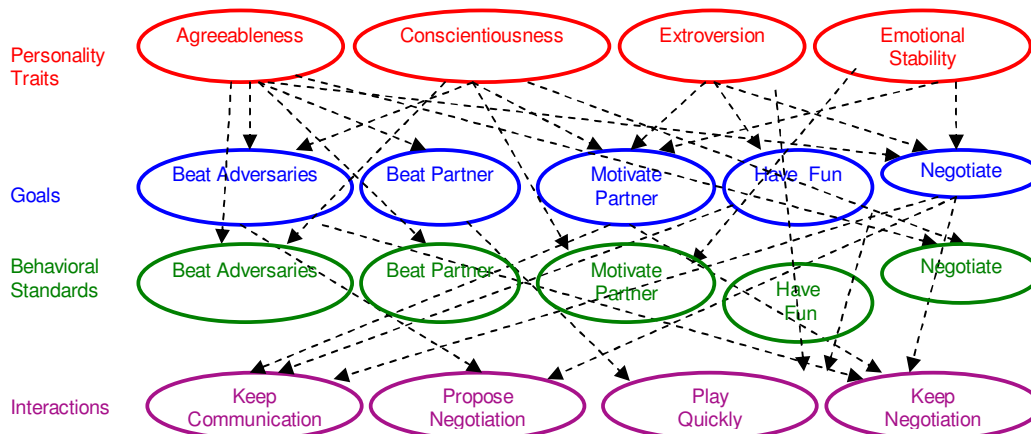 Personality
Traits
Agreeableness
Conscientiousness
Extroversion
Emotional
Stability
Goals
Beat Adversaries
Beat Partner
Motivate
Partner
Have Fun
Negotiate
Behavioral
Standards
Beat Adversaries
Beat Partner
Motivate
Partner
Have
Fun
Negotiate
Interactions
Keep
Communication
Propose
Negotiation
Play
Quickly
Keep
Negotiation